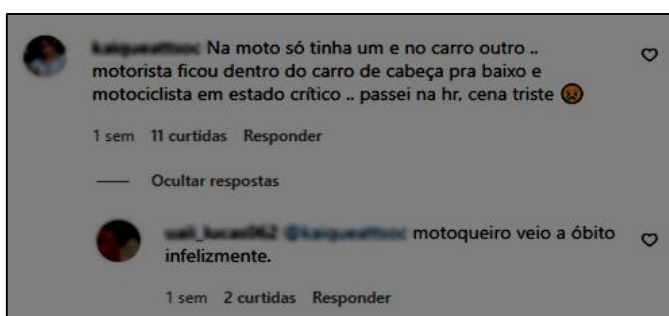 Na moto só tinha um e no carro outro ..
motorista ficou dentro do carro de cabeça pra baixo e
motociclista em estado crítico .. passei na hr, cena triste 😡
1 sem 11 curtidas Responder
Ocultar respostas
motoqueiro veio a óbito
infelizmente.
1 sem 2 curtidas Responder